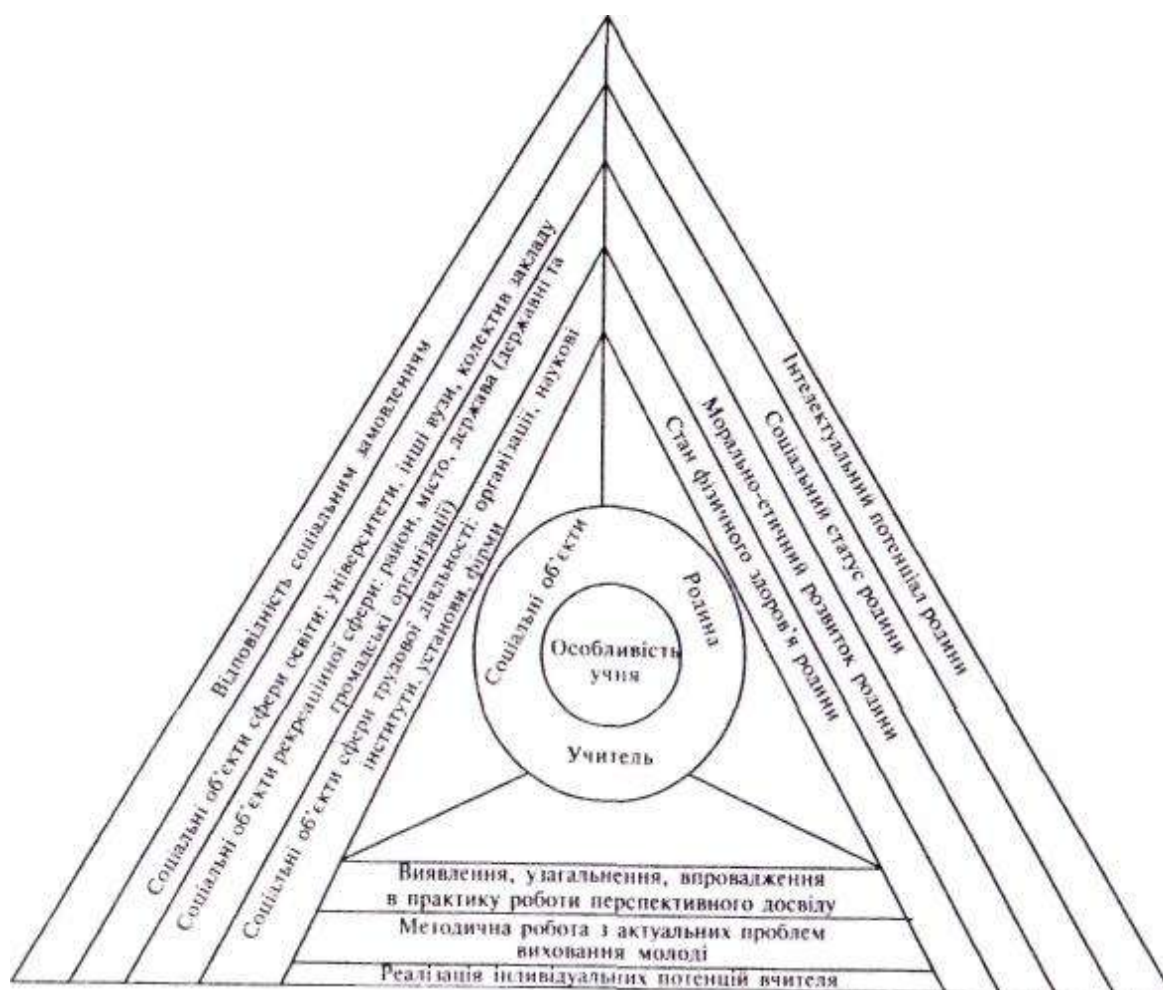 Відповідність соціальним замовленням
Соціальні об'єкти сфери освіти: університети, інші вузи, колектив закладу
Соціальні об'єкти рекреаційної сфери: район, місто, держава (державні та
громадські організації)
Соціальні об'єкти сфери трудової діяльності: організації, наукові
інститути, установи, фірми
Інтелектуальний потенціал родини
Соціальний статус родини
Морально-етичний розвиток родини
Стан фізичного здоров'я родини
Соціальні об'єкти
Родина
Особливість
учня
Учитель
Виявлення, узагальнення, впровадження
в практику роботи перспективного досвіду
Методична робота з актуальних проблем
виховання молоді
Реалізація індивідуальних потенцій вчителя